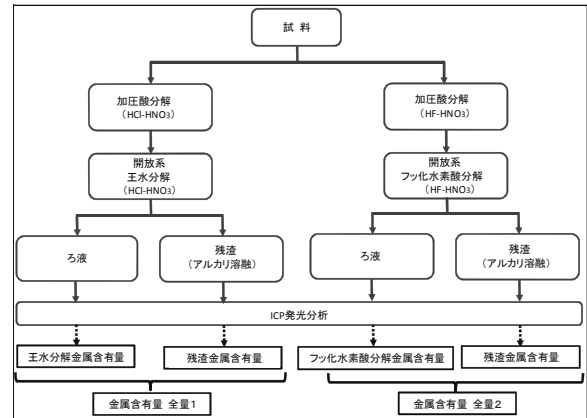 試 料
加圧酸分解
（HCl-HNO3）
加圧酸分解
（HF-HNO3）
開放系
王水分解
（HCl-HNO3）
開放系
フッ化水素酸分解
（HF-HNO3）
ろ液
残渣
（アルカリ溶融）
ろ液
残渣
（アルカリ溶融）
ICP発光分析
王水分解金属含有量
残渣金属含有量
フッ化水素酸分解金属含有量
残渣金属含有量
金属含有量 全量1
金属含有量 全量2